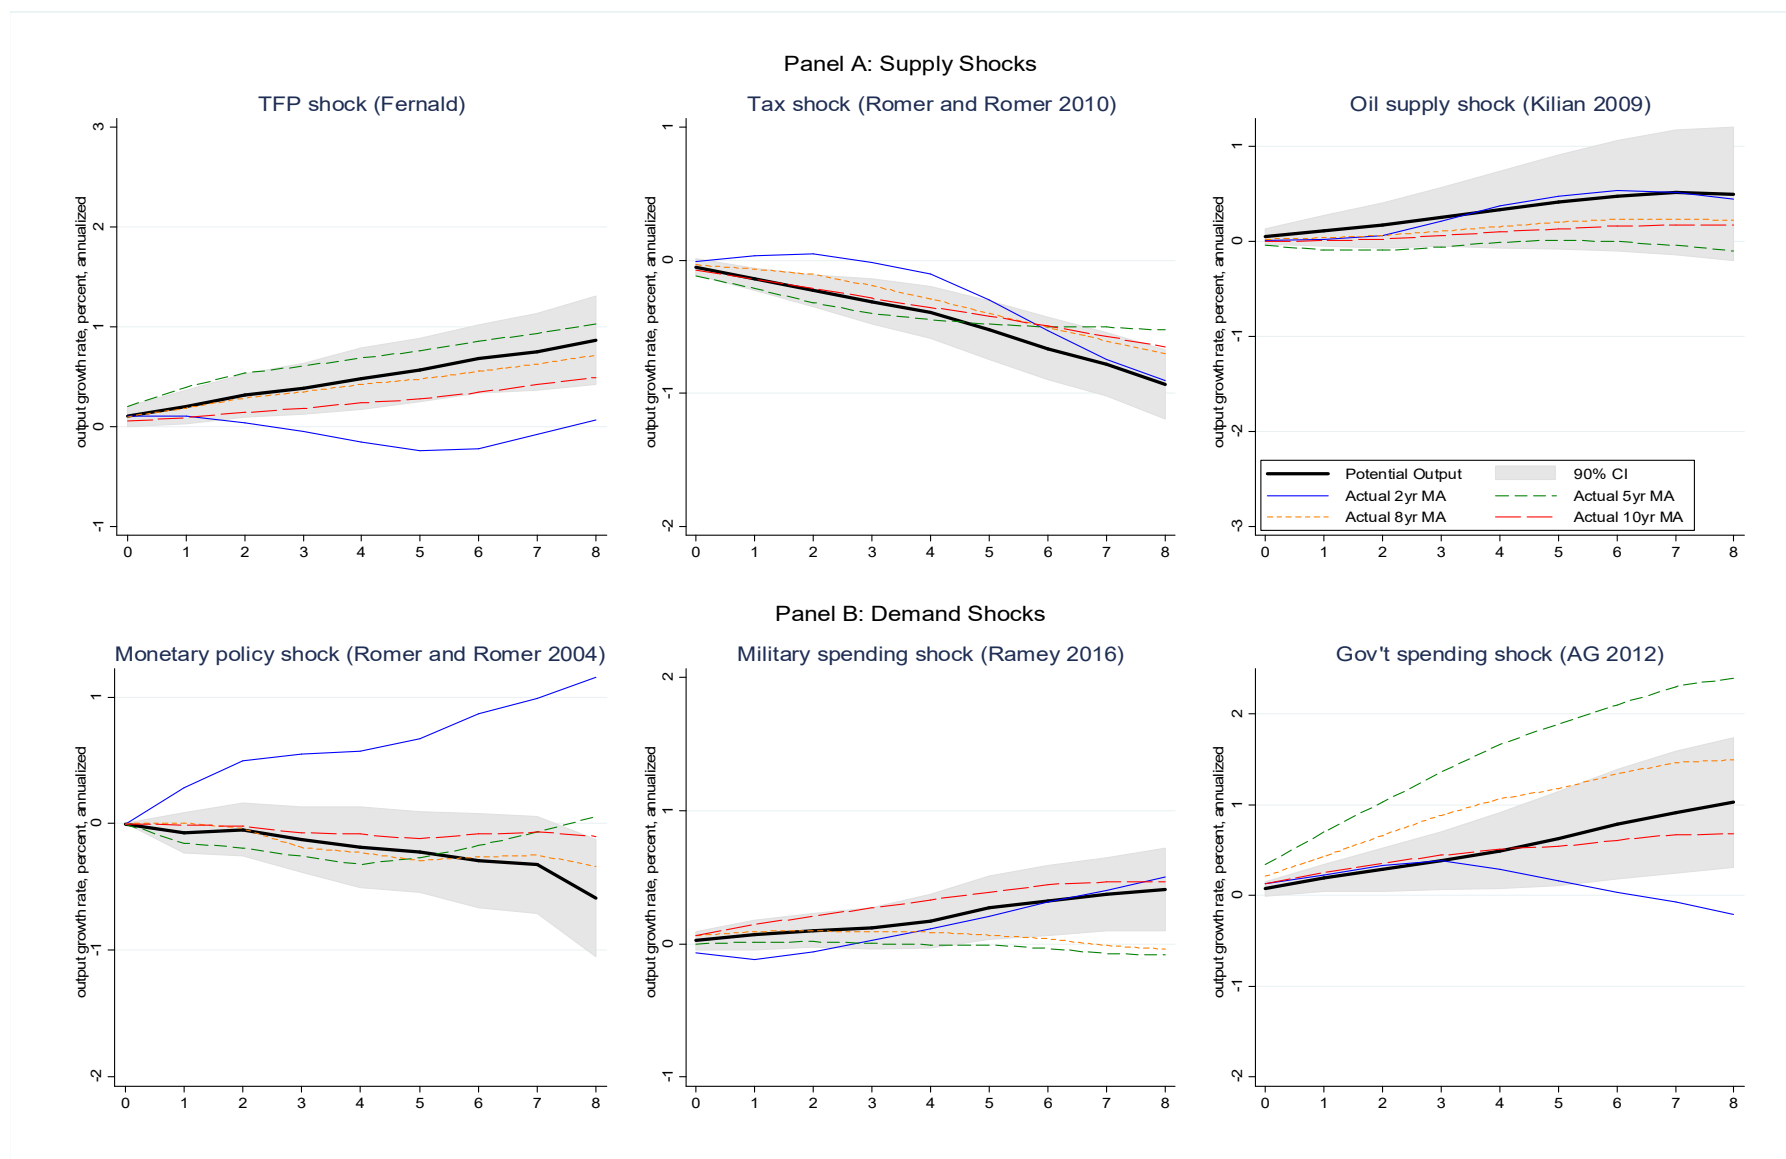 Panel A: Supply Shocks
TFP shock (Fernald)
output growth rate, percent, annualized
3
2
1
0
-1
0 1 2 3 4 5 6 7 8
Tax shock (Romer and Romer 2010)
output growth rate, percent, annualized
1
0
-1
-2
0 1 2 3 4 5 6 7 8
Oil supply shock (Kilian 2009)
output growth rate, percent, annualized
1
0
-1
-2
-3
Potential Output 90% CI
Actual 2yr MA Actual 5yr MA
Actual 8yr MA Actual 10yr MA
0 1 2 3 4 5 6 7 8
Panel B: Demand Shocks
Monetary policy shock (Romer and Romer 2004)
output growth rate, percent, annualized
1
0
-1
-2
0 1 2 3 4 5 6 7 8
Military spending shock (Ramey 2016)
output growth rate, percent, annualized
2
1
0
-1
0 1 2 3 4 5 6 7 8
Gov't spending shock (AG 2012)
output growth rate, percent, annualized
2
1
0
-1
-2
0 1 2 3 4 5 6 7 8